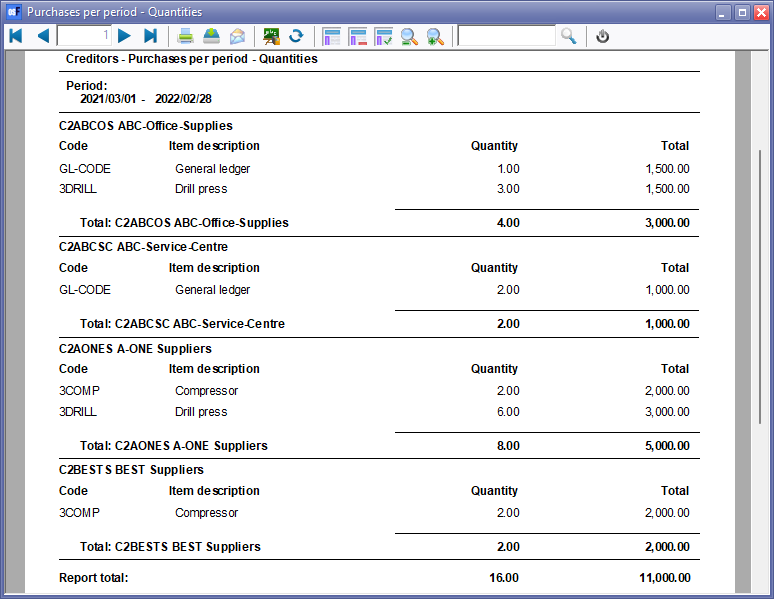 Purchases per period - Quantities
1
Creditors - Purchases per period - Quantities
Period:
2021/03/01 - 2022/02/28
C2ABCOS ABC-Office-Supplies
Code Item description Quantity Total
GL-CODE General ledger 1.00 1,500.00
3DRILL Drill press 3.00 1,500.00
Total: C2ABCOS ABC-Office-Supplies 4.00 3,000.00
C2ABCSC ABC-Service-Centre
Code Item description Quantity Total
GL-CODE General ledger 2.00 1,000.00
Total: C2ABCSC ABC-Service-Centre 2.00 1,000.00
C2AONES A-ONE Suppliers
Code Item description Quantity Total
3COMP Compressor 2.00 2,000.00
3DRILL Drill press 6.00 3,000.00
Total: C2AONES A-ONE Suppliers 8.00 5,000.00
C2BESTS BEST Suppliers
Code Item description Quantity Total
3COMP Compressor 2.00 2,000.00
Total: C2BESTS BEST Suppliers 2.00 2,000.00
Report total: 16.00 11,000.00